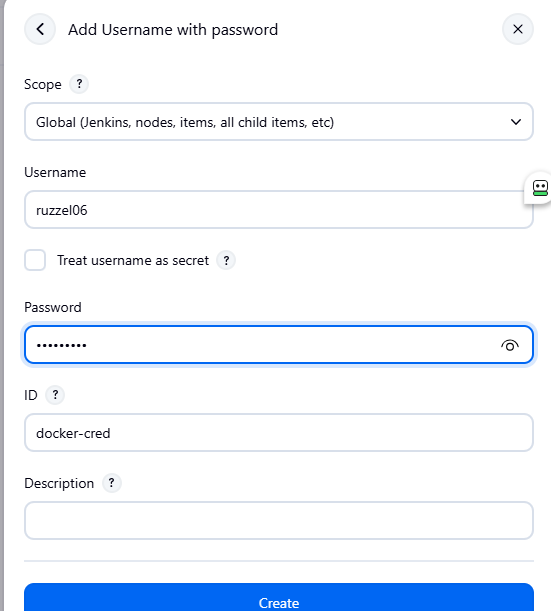 Add Username with password
Scope ?
Global (Jenkins, nodes, items, all child items, etc)
Username
ruzzel06
Treat username as secret ?
Password
•••••••••
ID ?
docker-cred
Description ?
Create